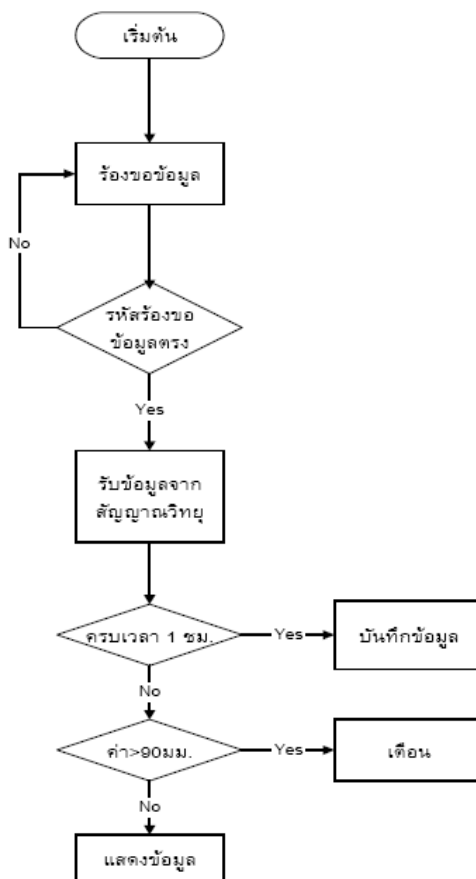 เริ่มต้น
ร้องขอข้อมูล
No
รหัสร้องขอ
ข้อมูลตรง
Yes
รับข้อมูลจาก
สัญญาณวิทยุ
ครบเวลา 1 ชม.
Yes
บันทึกข้อมูล
No
ค่า>90มม.
Yes
เตือน
No
แสดงข้อมูล